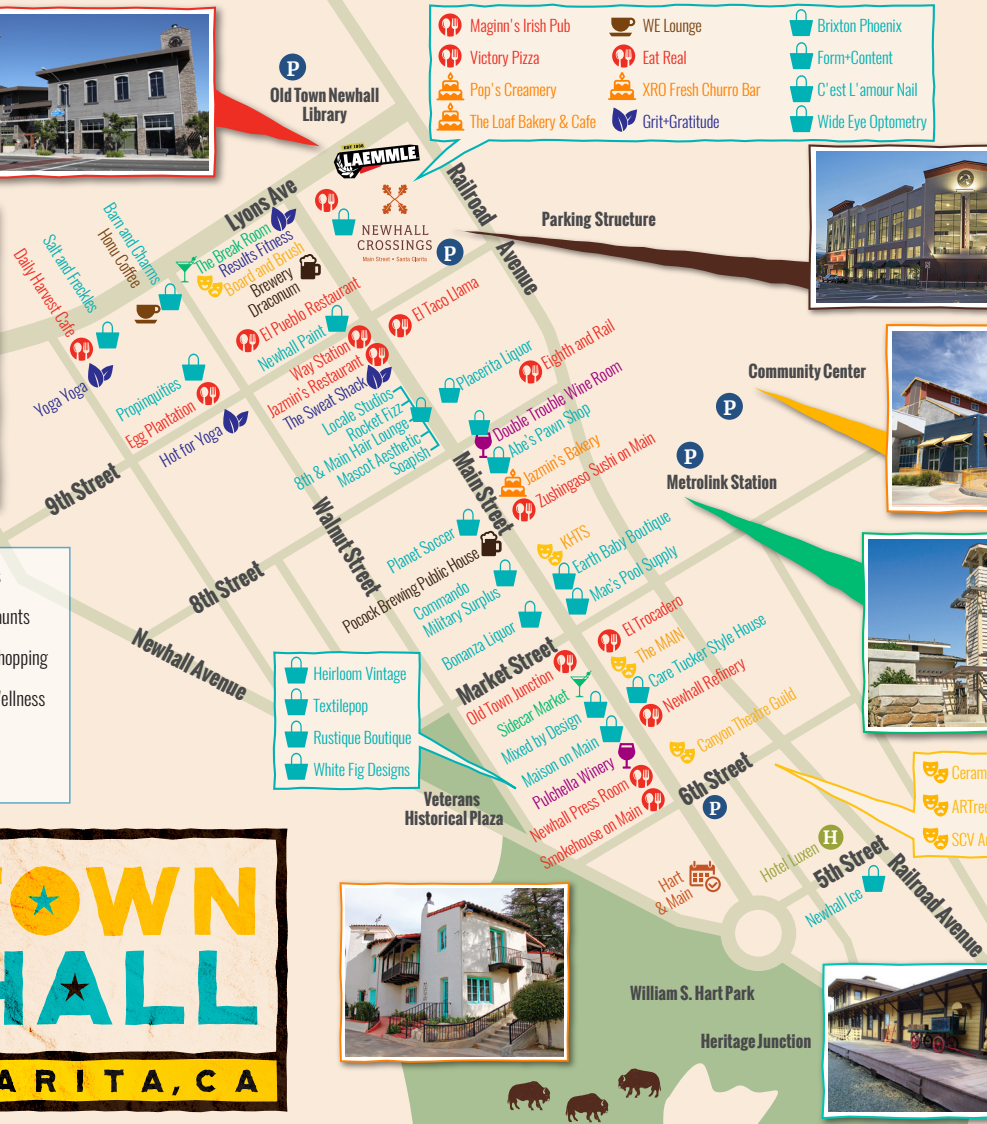 Maginn's Irish Pub
Victory Pizza
Pop's Creamery
The Loaf Bakery & Cafe
WE Lounge
Eat Real
XRO Fresh Churro Bar
Grit+Gratitude
Brixton Phoenix
Form+Content
C'est L'amour Nail
Wide Eye Optometry
P
Old Town Newhall
Library
EST 1938
LAEMMLE
Lyons Ave
Railroad
Avenue
NEWHALL
CROSSINGS
Main Street • Santa Clarita
P
Parking Structure
Barn and Charms
Honu Coffee
Salt and Freckles
Daily Harvest Cafe
The Break Room
Results Fitness
Board and Brush
Brewery
Draconum
El Pueblo Restaurant
Newhall Paint
Way Station
Jazmin's Restaurant
The Sweat Shack
El Taco Llama
Yoga Yoga
Propinquities
Egg Plantation
Hot for Yoga
Locale Studios
Rocket Fizz
8th & Main Hair Lounge
Mascot Aesthetic
Soapish
Placerita Liquor
Eighth and Rail
Double Trouble Wine Room
Abe's Pawn Shop
Jazmin's Bakery
Zushingaso Sushi on Main
Community Center
P
P
Metrolink Station
9th Street
Walnut Street
Main Street
8th Street
Newhall Avenue
Planet Soccer
Pocock Brewing Public House
Commando
Military Surplus
Bonanza Liquor
KHTS
Earth Baby Boutique
Mac's Pool Supply
Market Street
El Trocadero
The MAIN
Care Tucker Style House
Newhall Refinery
Old Town Junction
Sidecar Market
Mixed by Design
Maison on Main
Pulchella Winery
Newhall Press Room
Smokehouse on Main
Canyon Theatre Guild
6th Street
P
Heirloom Vintage
Textilepop
Rustique Boutique
White Fig Designs
Veterans
Historical Plaza
unts
hopping
ellness
Ceram
ARTree
SCV A
Hotel Luxen
H
5th Street
Railroad Avenue
Newhall Ice
Hart
& Main
William S. Hart Park
Heritage Junction
TOWN
HALL
ARITA, CA